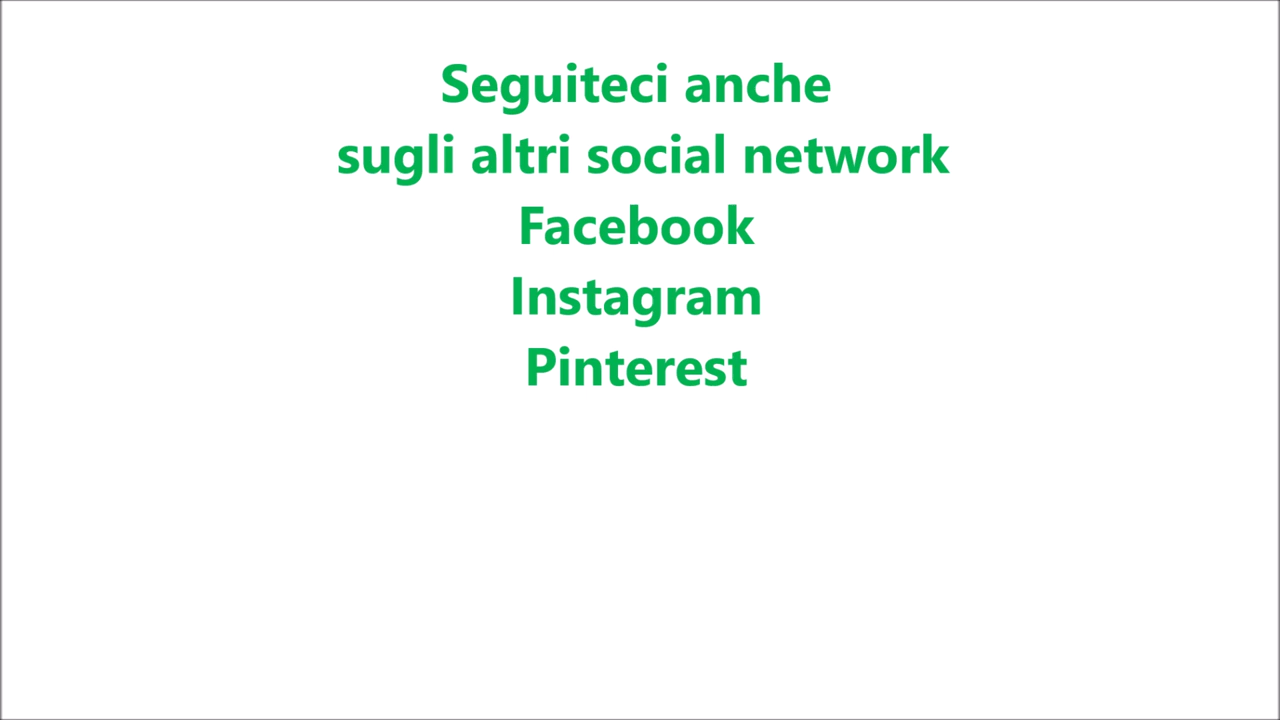 Seguiteci anche
sugli altri social network
Facebook
Instagram
Pinterest